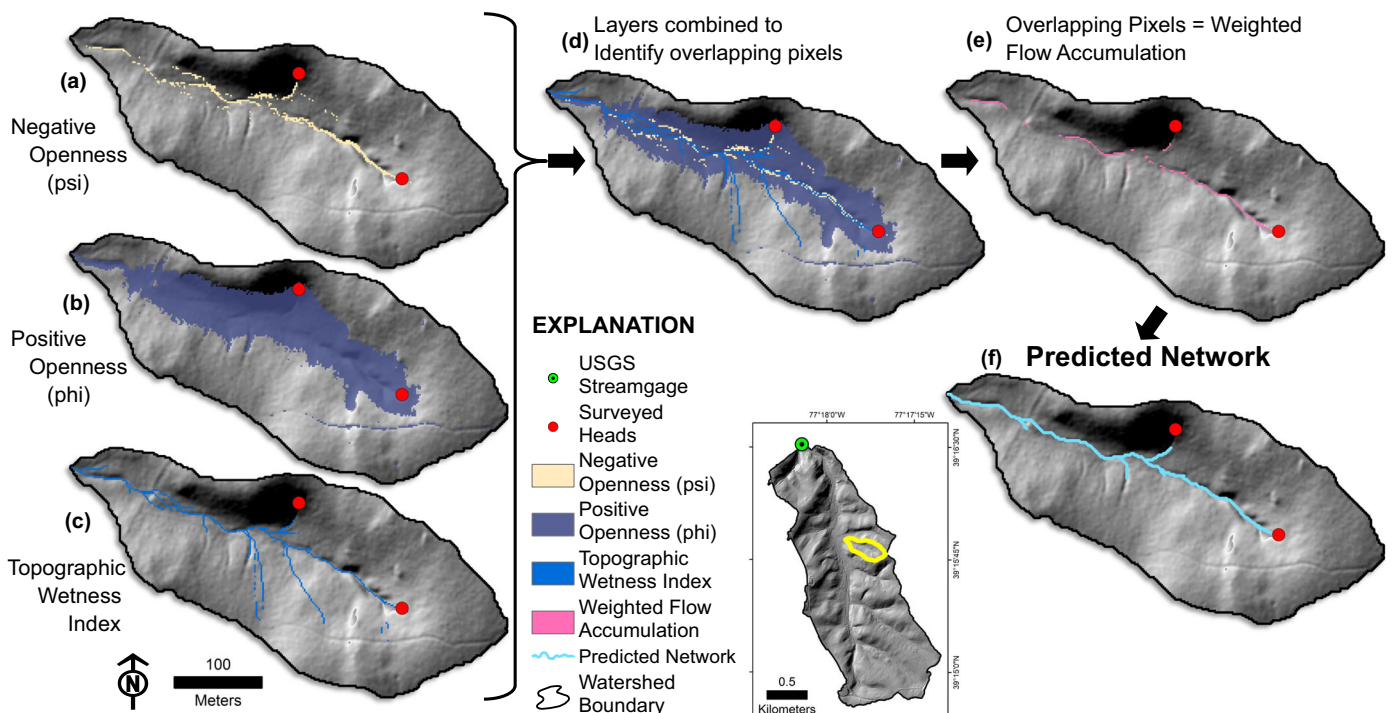 (a)
Negative
Openness
(psi)
(b)
Positive
Openness
(phi)
(c)
Topographic
Wetness
Index
N
100
Meters
(d)
Layers combined to
Identify overlapping pixels
(e)
Overlapping Pixels = Weighted
Flow Accumulation
(f)
Predicted Network
EXPLANATION
USGS
Streamgage
Surveyed
Heads
Negative
Openness (psi)
Positive
Openness (phi)
Topographic
Wetness Index
Weighted Flow
Accumulation
Predicted Network
Watershed
Boundary
77°18'0"W
77°17'15"W
39°16'30"N
39°15'45"N
39°15'0"N
0.5
Kilometers